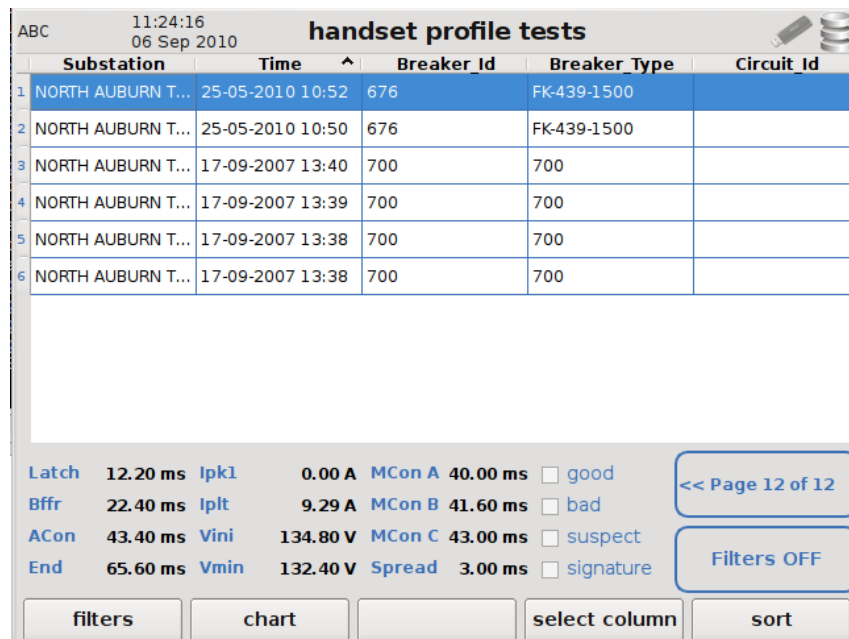 ABC 11:24:16 handset profile tests
06 Sep 2010
Substation Time Breaker_Id Breaker_Type Circuit_Id
1 NORTH AUBURN T... 25-05-2010 10:52 676 FK-439-1500
2 NORTH AUBURN T... 25-05-2010 10:50 676 FK-439-1500
3 NORTH AUBURN T... 17-09-2007 13:40 700 700
4 NORTH AUBURN T... 17-09-2007 13:39 700 700
5 NORTH AUBURN T... 17-09-2007 13:38 700 700
6 NORTH AUBURN T... 17-09-2007 13:38 700 700
Latch 12.20 ms Ipk1 0.00 A MCon A 40.00 ms good
Bffr 22.40 ms Iplt 9.29 A MCon B 41.60 ms bad
ACon 43.40 ms Vini 134.80 V MCon C 43.00 ms suspect
End 65.60 ms Vmin 132.40 V Spread 3.00 ms signature
<< Page 12 of 12
Filters OFF
filters chart select column sort